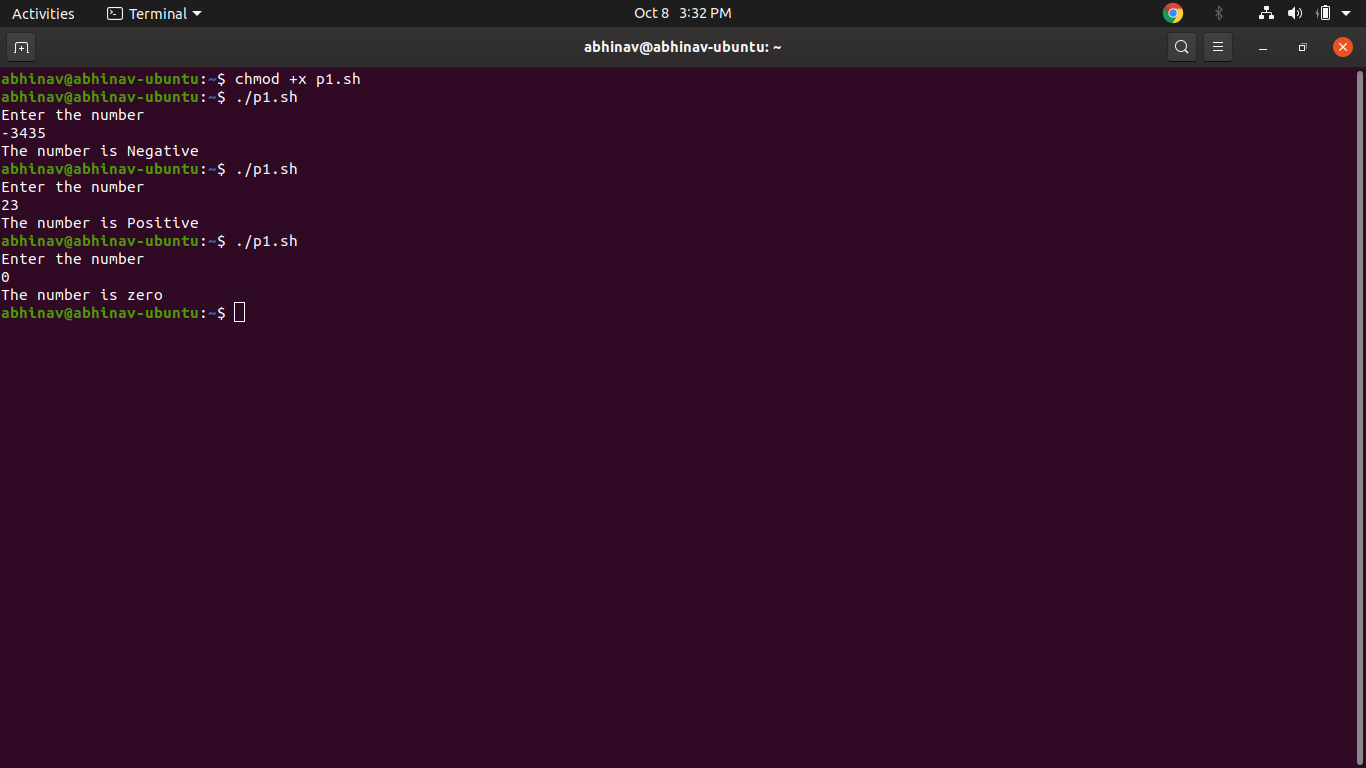 Activities Terminal Oct 8 3:32 PM
abhinav@abhinav-ubuntu: ~
abhinav@abhinav-ubuntu:~$ chmod +x p1.sh
abhinav@abhinav-ubuntu:~$ ./p1.sh
Enter the number
-3435
The number is Negative
abhinav@abhinav-ubuntu:~$ ./p1.sh
Enter the number
23
The number is Positive
abhinav@abhinav-ubuntu:~$ ./p1.sh
Enter the number
0
The number is zero
abhinav@abhinav-ubuntu:~$